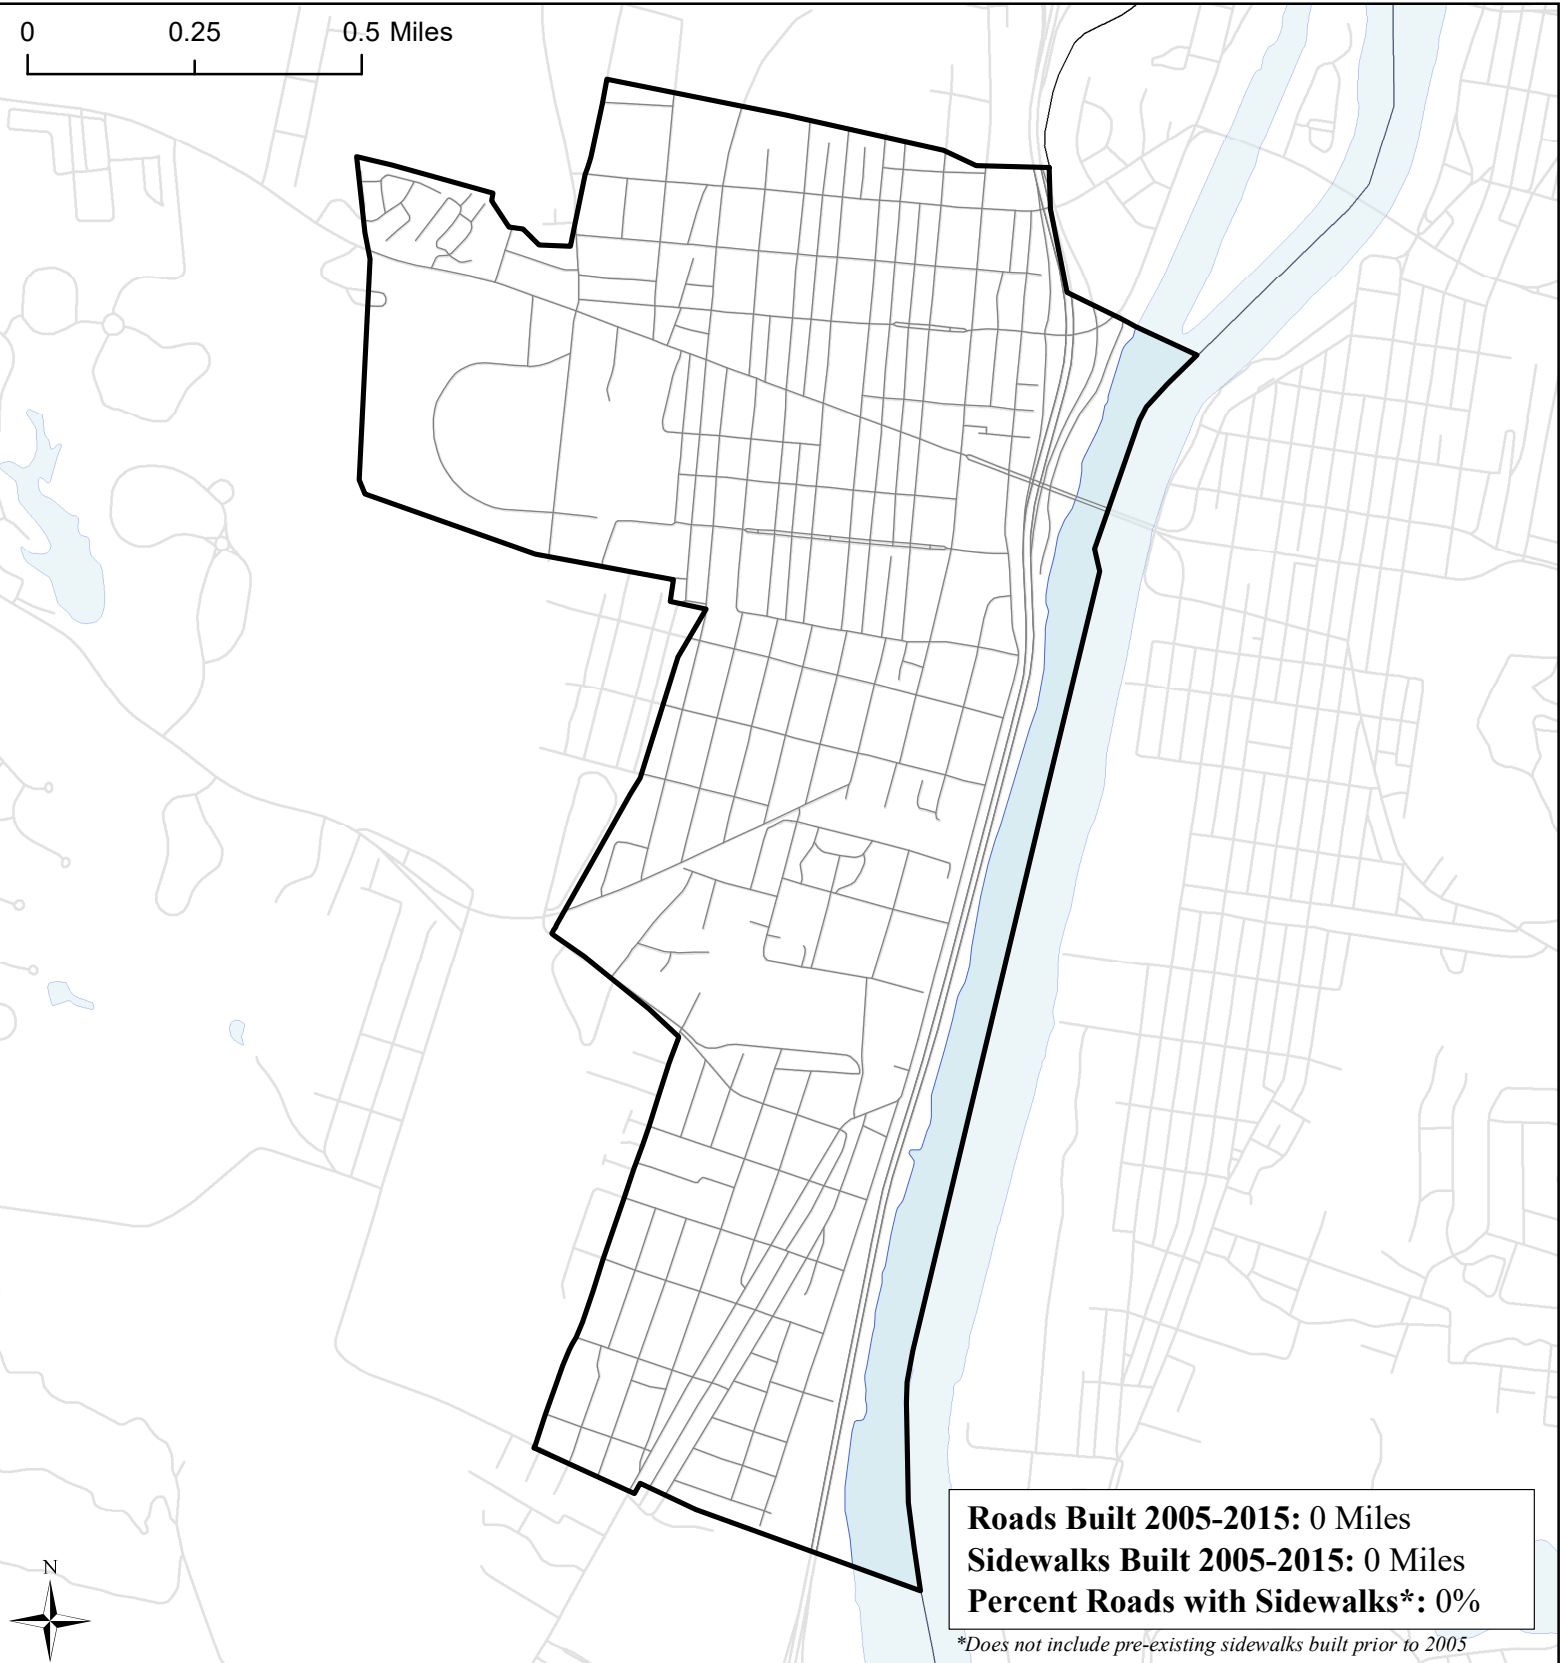 0 0.25 0.5 Miles
N
Roads Built 2005-2015: 0 Miles
Sidewalks Built 2005-2015: 0 Miles
Percent Roads with Sidewalks*: 0%
*Does not include pre-existing sidewalks built prior to 2005